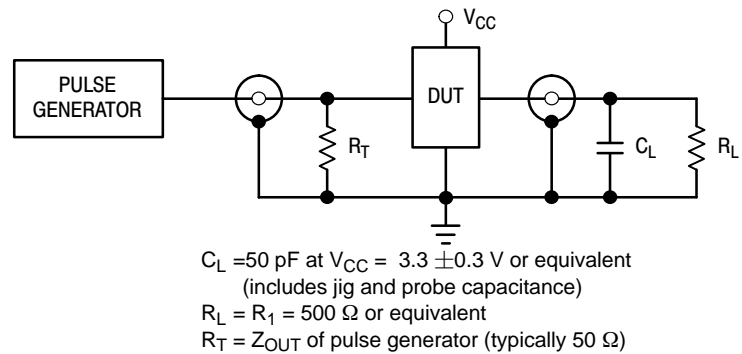 V_CC
PULSE
GENERATOR
DUT
R_T
C_L
R_L
C_L =50 pF at V_CC = 3.3 ±0.3 V or equivalent
(includes jig and probe capacitance)
R_L = R_1 = 500 Ω or equivalent
R_T = Z_OUT of pulse generator (typically 50 Ω)